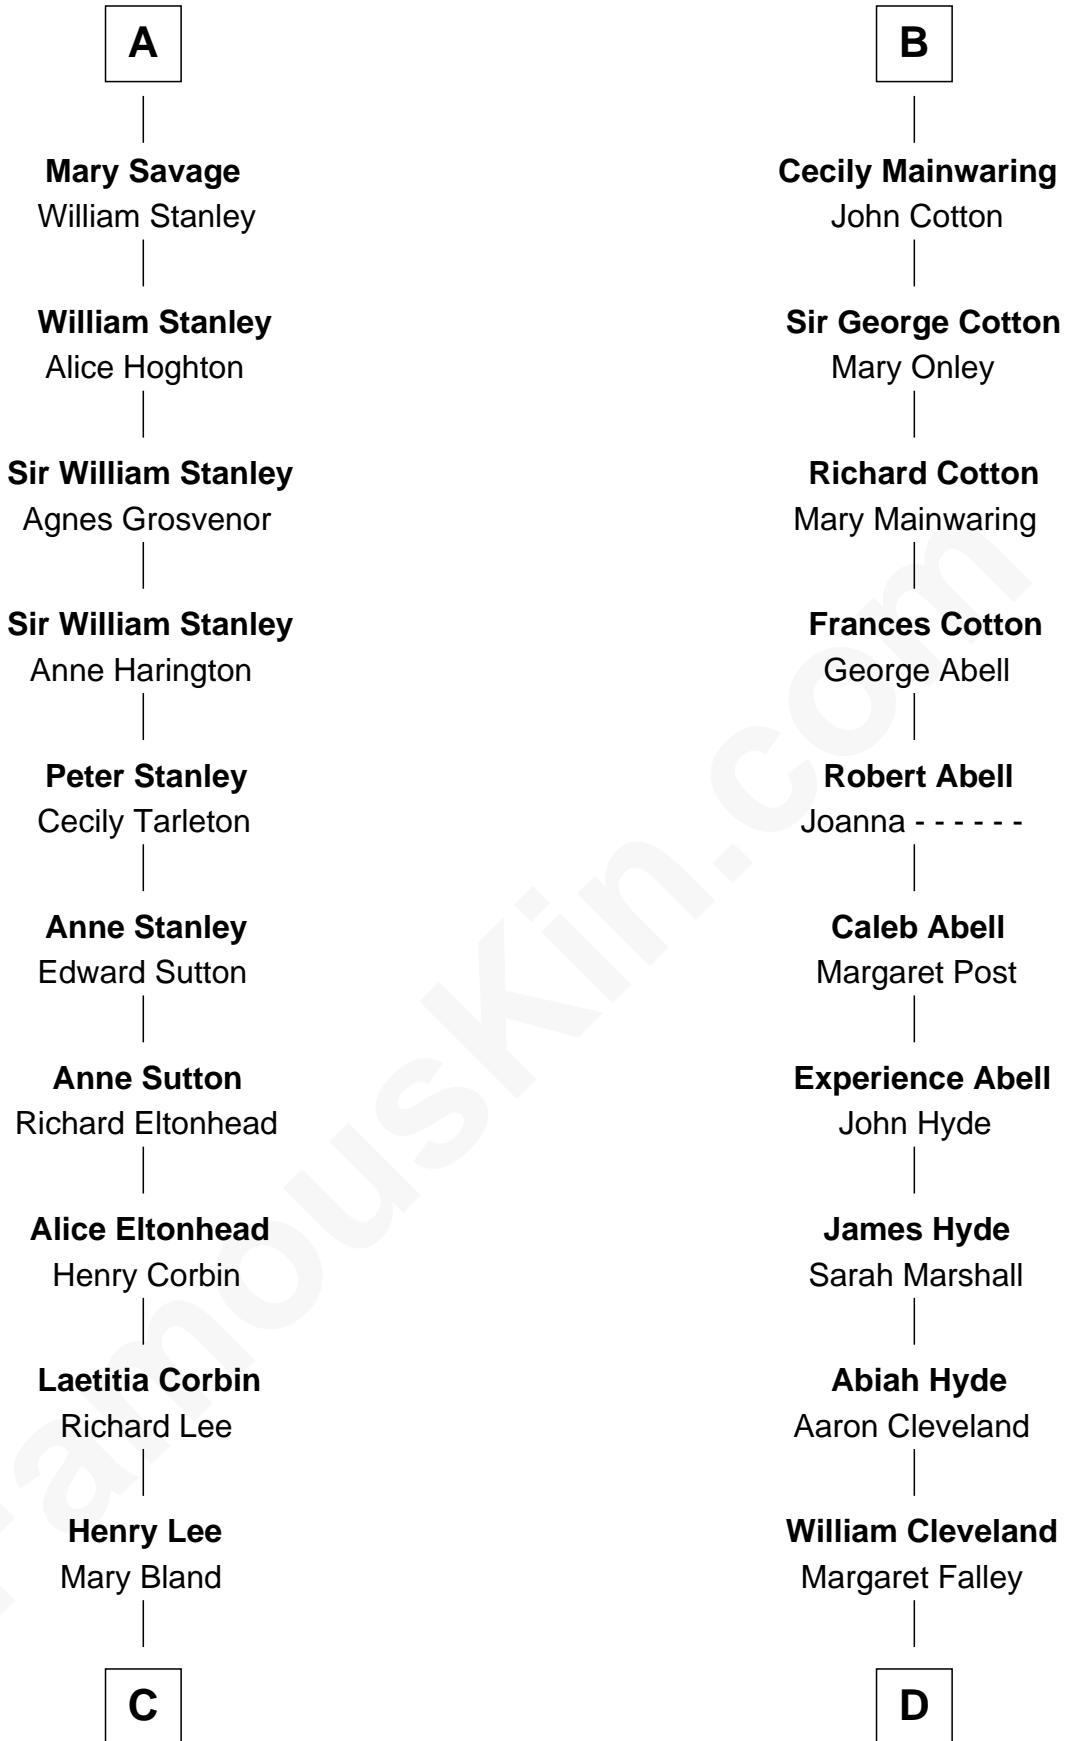 A
Mary Savage
William Stanley
William Stanley
Alice Hoghton
Sir William Stanley
Agnes Grosvenor
Sir William Stanley
Anne Harington
Peter Stanley
Cecily Tarleton
Anne Stanley
Edward Sutton
Anne Sutton
Richard Eltonhead
Alice Eltonhead
Henry Corbin
Laetitia Corbin
Richard Lee
Henry Lee
Mary Bland
C
B
Cecily Mainwaring
John Cotton
Sir George Cotton
Mary Onley
Richard Cotton
Mary Mainwaring
Frances Cotton
George Abell
Robert Abell
Joanna - - - - - -
Caleb Abell
Margaret Post
Experience Abell
John Hyde
James Hyde
Sarah Marshall
Abiah Hyde
Aaron Cleveland
William Cleveland
Margaret Falley
D
FamousKin.com